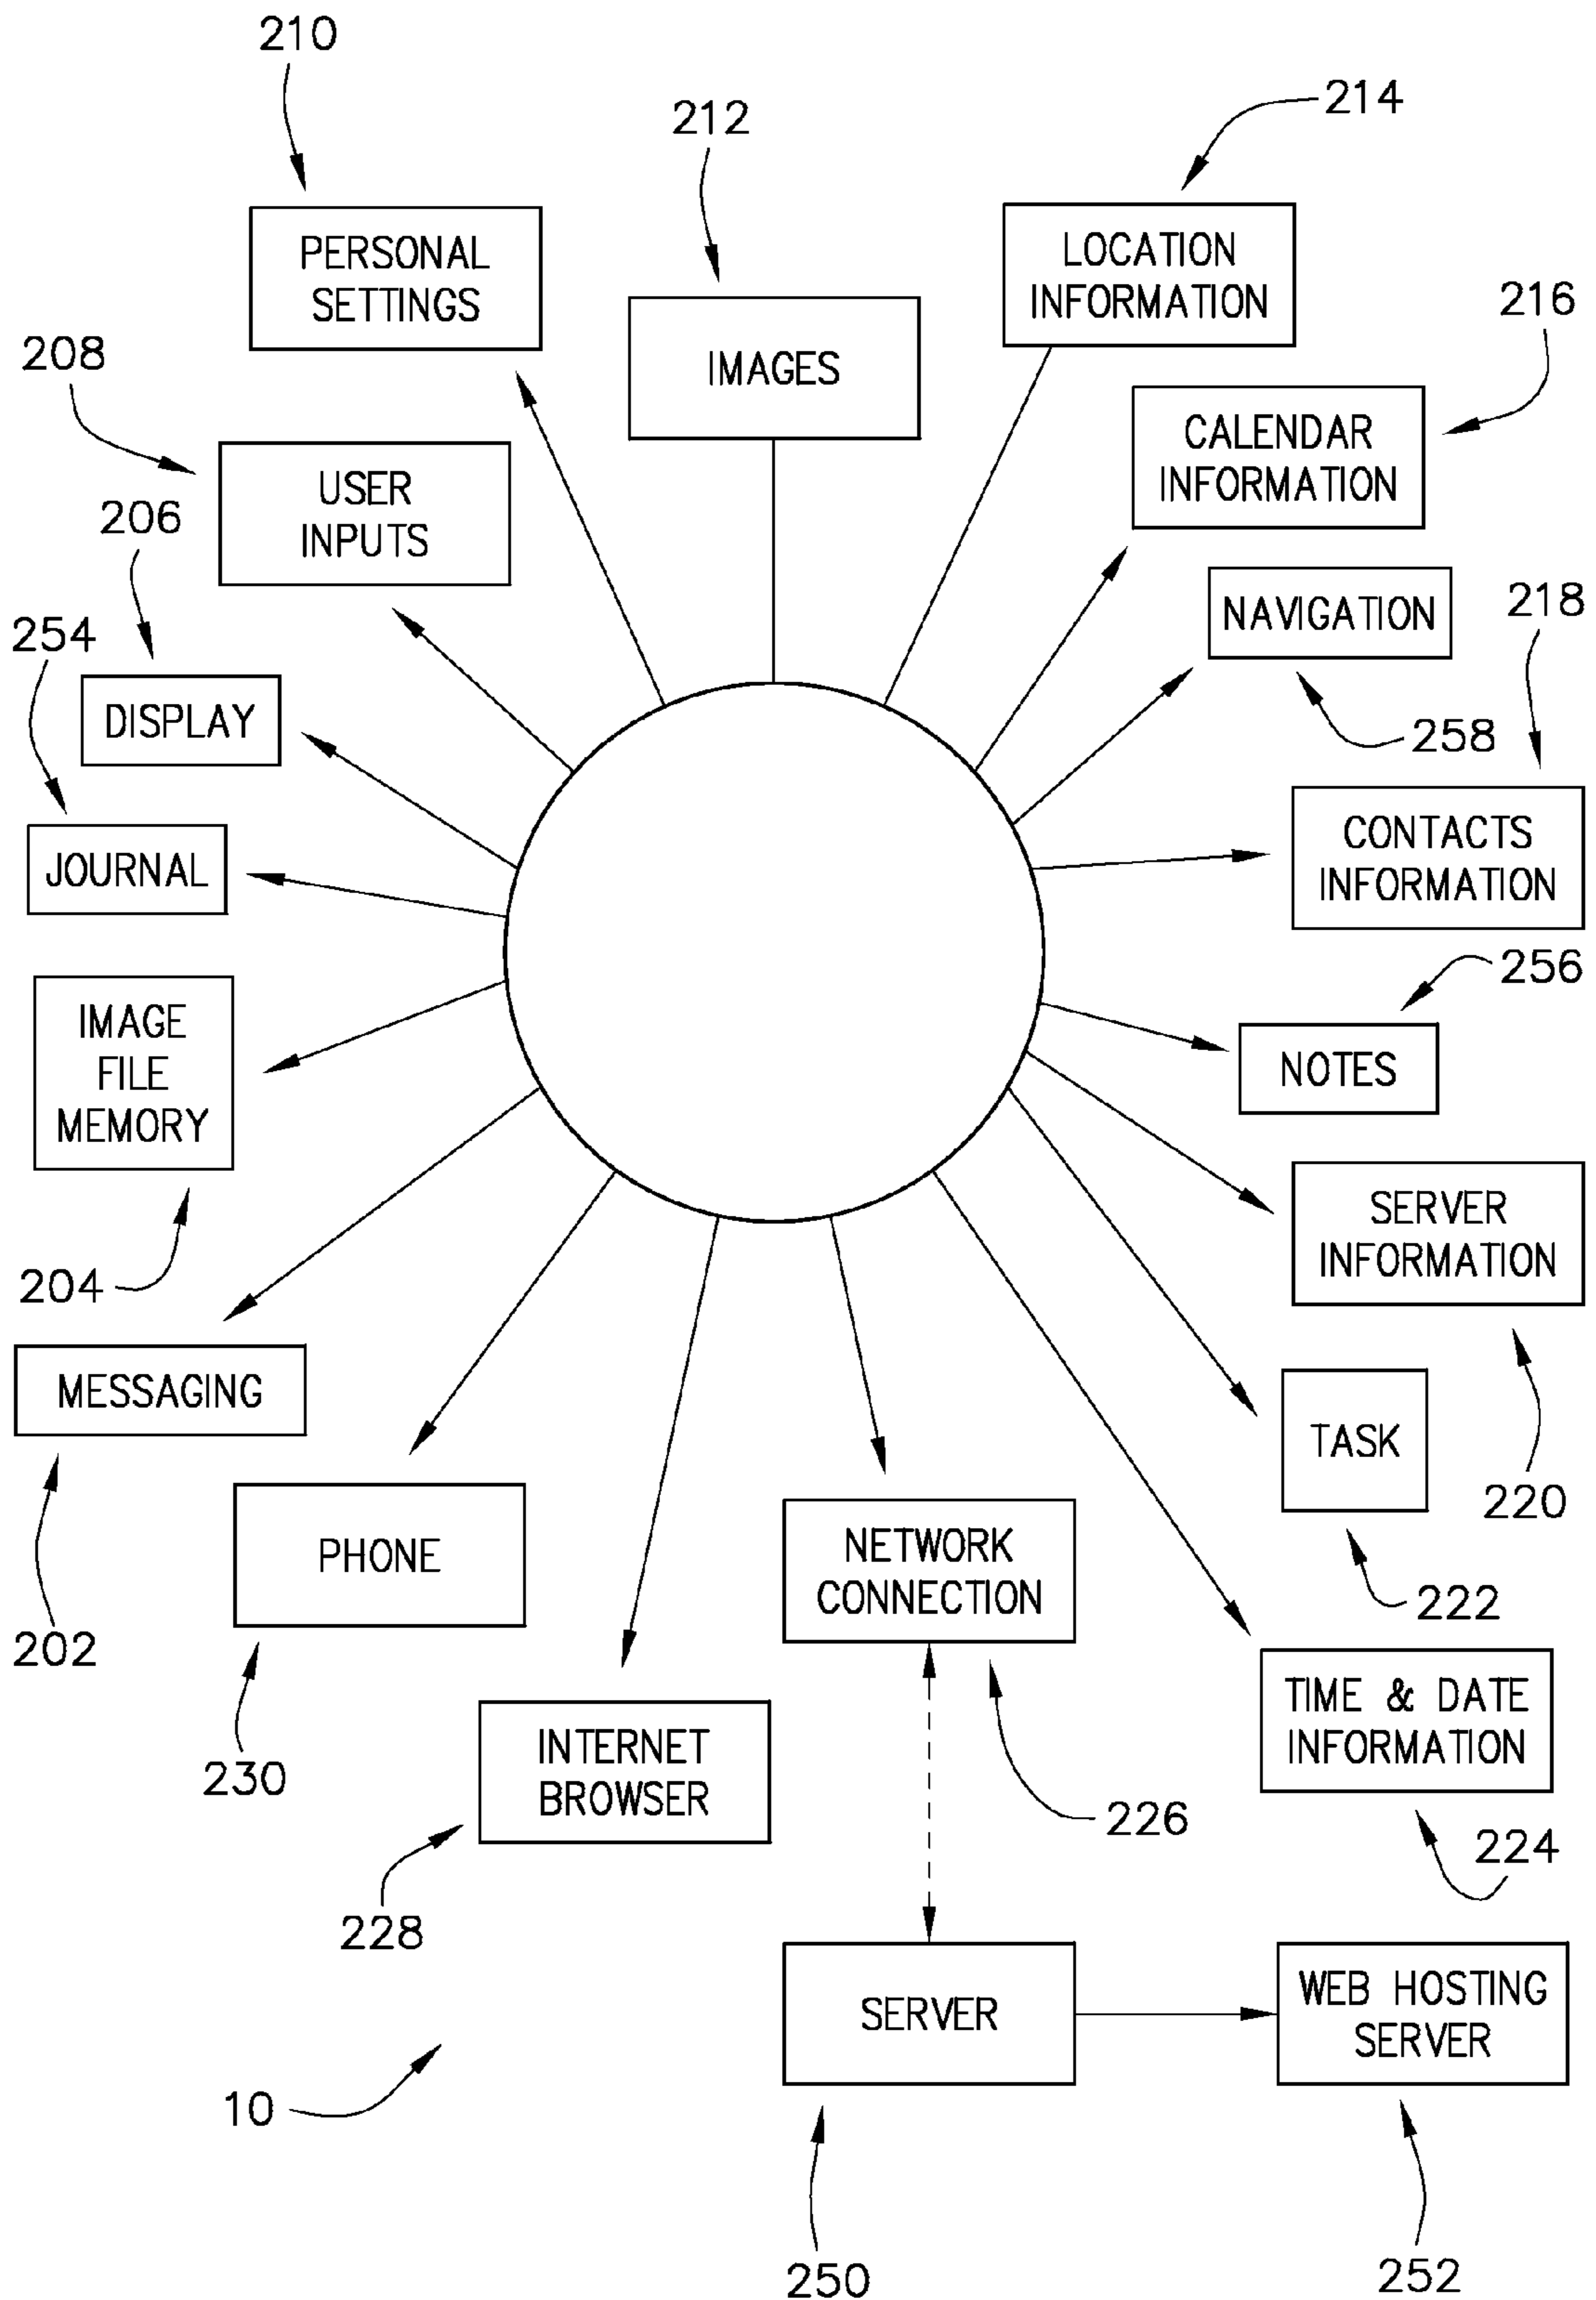 210
212
214
PERSONAL
SETTINGS
LOCATION
INFORMATION
216
208
IMAGES
CALENDAR
INFORMATION
USER
INPUTS
206
NAVIGATION
218
254
DISPLAY
258
JOURNAL
CONTACTS
INFORMATION
256
IMAGE
FILE
MEMORY
NOTES
SERVER
INFORMATION
204
MESSAGING
TASK
220
PHONE
NETWORK
CONNECTION
222
202
TIME & DATE
INFORMATION
230
INTERNET
BROWSER
226
224
228
SERVER
WEB HOSTING
SERVER
10
250
252